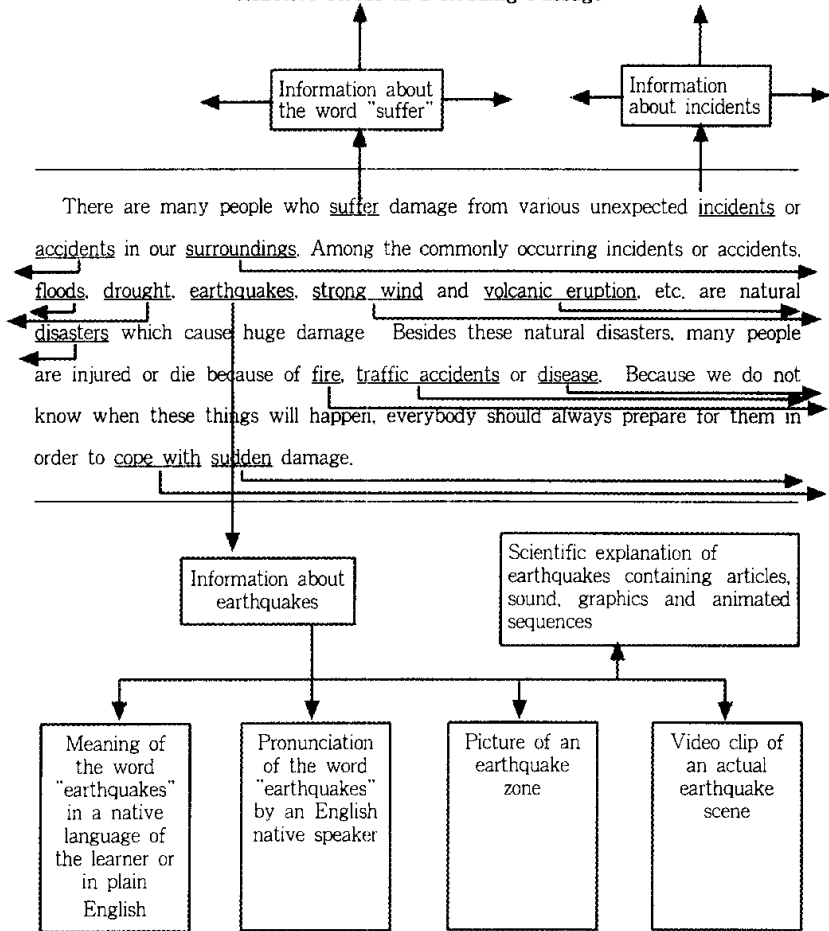 Information about
the word "suffer"
Information
about incidents
There are many people who suffer damage from various unexpected incidents or
accidents in our surroundings. Among the commonly occurring incidents or accidents,
floods, drought, earthquakes, strong wind and volcanic eruption, etc. are natural
disasters which cause huge damage Besides these natural disasters, many people
are injured or die because of fire, traffic accidents or disease. Because we do not
know when these things will happen, everybody should always prepare for them in
order to cope with sudden damage.
Information about
earthquakes
Scientific explanation of
earthquakes containing articles,
sound, graphics and animated
sequences
Meaning of
the word
"earthquakes"
in a native
language of
the learner or
in plain
English
Pronunciation
of the word
"earthquakes"
by an English
native speaker
Picture of an
earthquake
zone
Video clip of
an actual
earthquake
scene